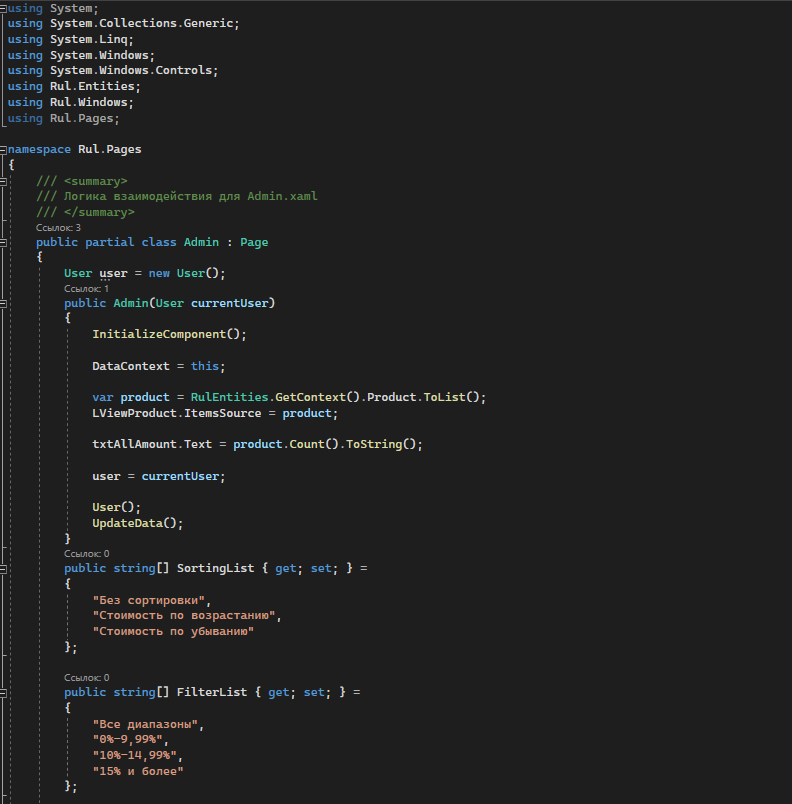 using System;
using System.Collections.Generic;
using System.Linq;
using System.Windows;
using System.Windows.Controls;
using Rul.Entities;
using Rul.Windows;
using Rul.Pages;
namespace Rul.Pages
{
/// <summary>
/// Логика взаимодействия для Admin.xaml
/// </summary>
Ссылок: 3
public partial class Admin : Page
{
User user = new User();
Ссылок: 1
public Admin(User currentUser)
{
InitializeComponent();
DataContext = this;
var product = RulEntities.GetContext().Product.ToList();
LViewProduct.ItemsSource = product;
txtAllAmount.Text = product.Count().ToString();
user = currentUser;
User();
UpdateData();
}
Ссылок: 0
public string[] SortingList { get; set; } =
{
"Без сортировки",
"Стоимость по возрастанию",
"Стоимость по убыванию"
};
Ссылок: 0
public string[] FilterList { get; set; } =
{
"Все диапазоны",
"0%-9,99%",
"10%-14,99%",
"15% и более"
};